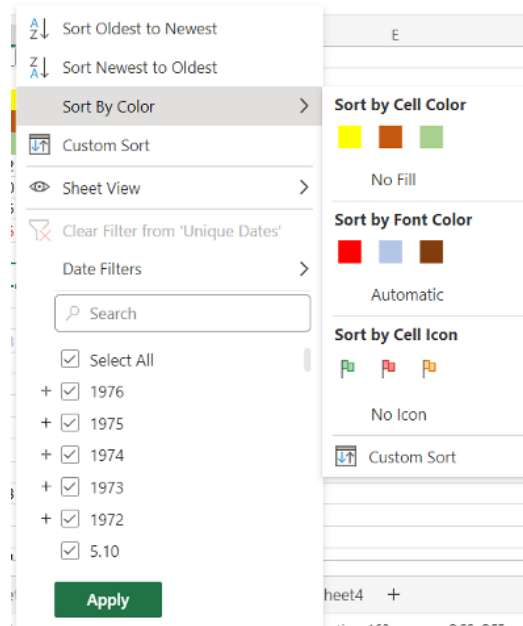 Sort Oldest to Newest
Sort Newest to Oldest
Sort By Color
Custom Sort
Sheet View
Clear Filter from 'Unique Dates'
Date Filters
Search
Select All
1976
1975
1974
1973
1972
5.10
Apply
E
Sort by Cell Color
No Fill
Sort by Font Color
Automatic
Sort by Cell Icon
No Icon
Custom Sort
heet4 +